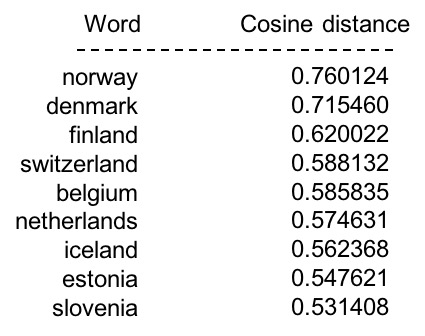 Word Cosine distance
norway 0.760124
denmark 0.715460
finland 0.620022
switzerland 0.588132
belgium 0.585835
netherlands 0.574631
iceland 0.562368
estonia 0.547621
slovenia 0.531408